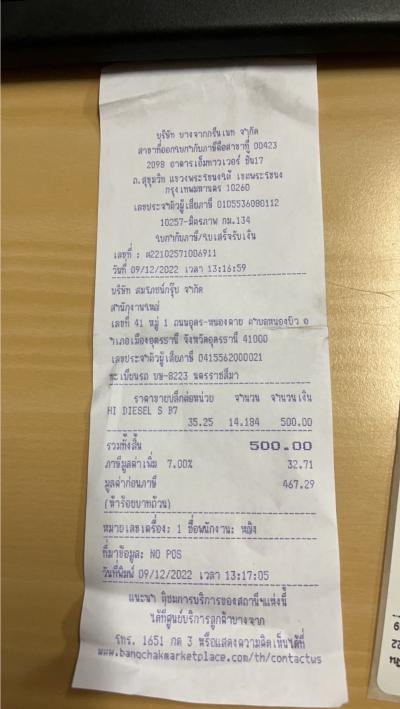 บริษัท บางจากกรีนเนท จำกัด
สาขาที่ออกใบกำกับภาษีคือสาขาที่ 00423
2098 อาคารเอ็มทาวเวอร์ ชั้น17
ถ.สุขุมวิท แขวงพระโขนงใต้ เขตพระโขนง
กรุงเทพมหานคร 10260
เลขประจำตัวผู้เสียภาษี 0105536080112
10257-มิตรภาพ กม.134
ใบกำกับภาษี/ใบเสร็จรับเงิน
เลขที่ : 22102571006911
วันที่ 09/12/2022 เวลา 13:16:59
บริษัท กรุ๊ป จำกัด
สำนักงานใหญ่
เลขที่ 41 หมู่ 1 ถนนอุดร-หนองคาย ตำบลหนองบัว อ
ำเภอเมืองอุดรธานี จังหวัดอุดรธานี 41000
เลขประจำตัวผู้เสียภาษี 0415562000021
ทะเบียนรถ บษ-8223 นครราชสีมา
ราคาขายปลีกต่อหน่วย จำนวน จำนวนเงิน
HI DIESEL S B7
35.25 14.184 500.00
รวมทั้งสิ้น 500.00
ภาษีมูลค่าเพิ่ม 7.00% 32.71
มูลค่าก่อนภาษี 467.29
(ห้าร้อยบาทถ้วน)
หมายเลขเครื่อง: 1 ชื่อพนักงาน: หญิง
ที่มาข้อมูล: NO POS
วันที่พิมพ์ 09/12/2022 เวลา 13:17:05
แนะนำ ติชมการบริการของสถานีฯแห่งนี้
ได้ที่ศูนย์บริการลูกค้าบางจาก
โทร. 1651 กด 3 หรือแสดงความคิดเห็นได้ที่
www.bangchakmarketplace.com/th/contactus